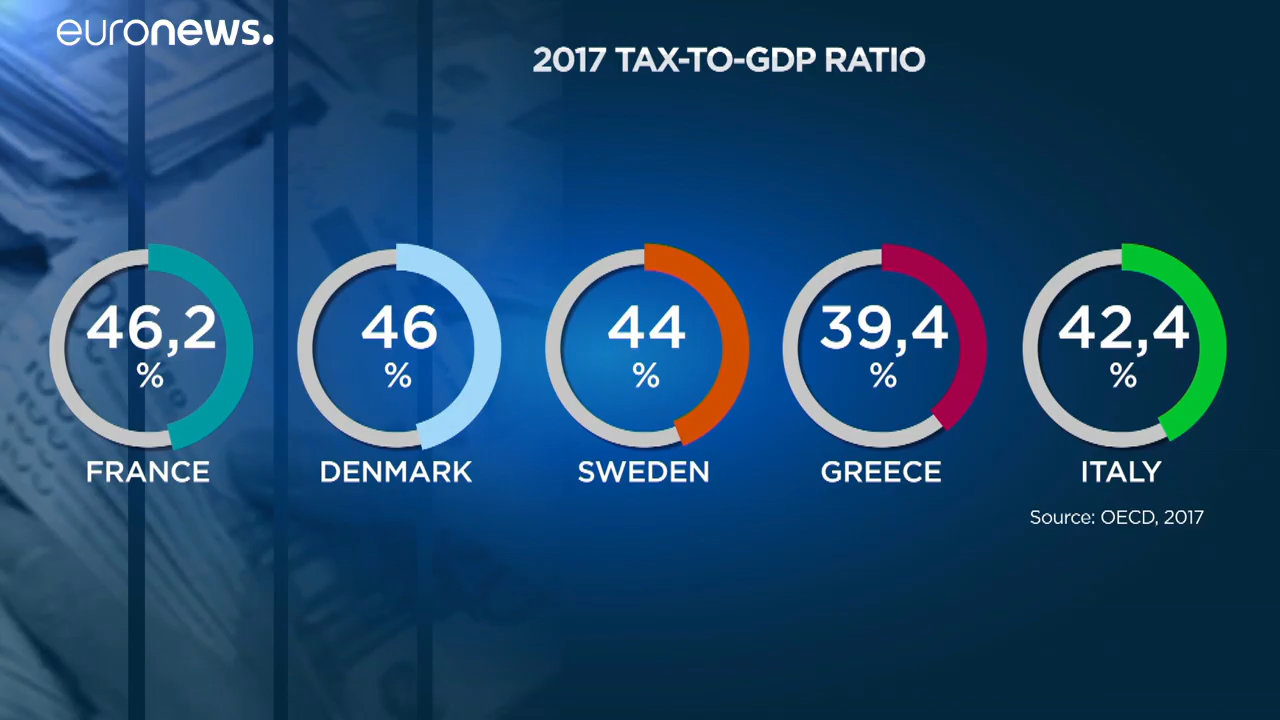 euronews.
2017 TAX-TO-GDP RATIO
46,2
%
FRANCE
46
%
DENMARK
44
%
SWEDEN
39,4
%
GREECE
42,4
%
ITALY
Source: OECD, 2017